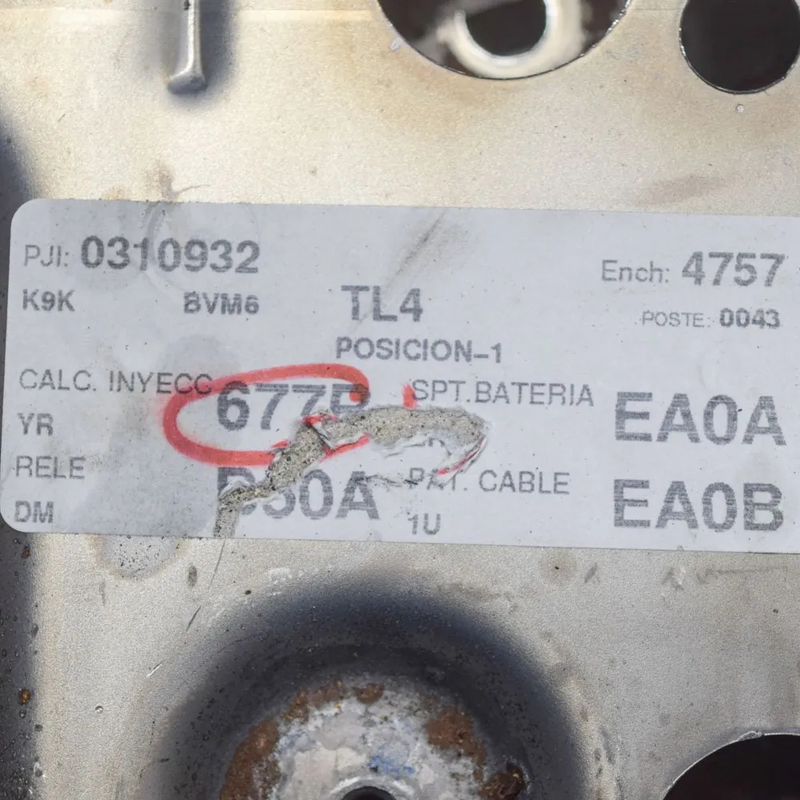 PJI: 0310932 Ench: 4757
K9K BVM6 TL4 POSTE: 0043
POSICION-1
CALC. INYECC 677 SPT.BATERIA EA0A
YR
RELE CABLE EA0B
DM 1U